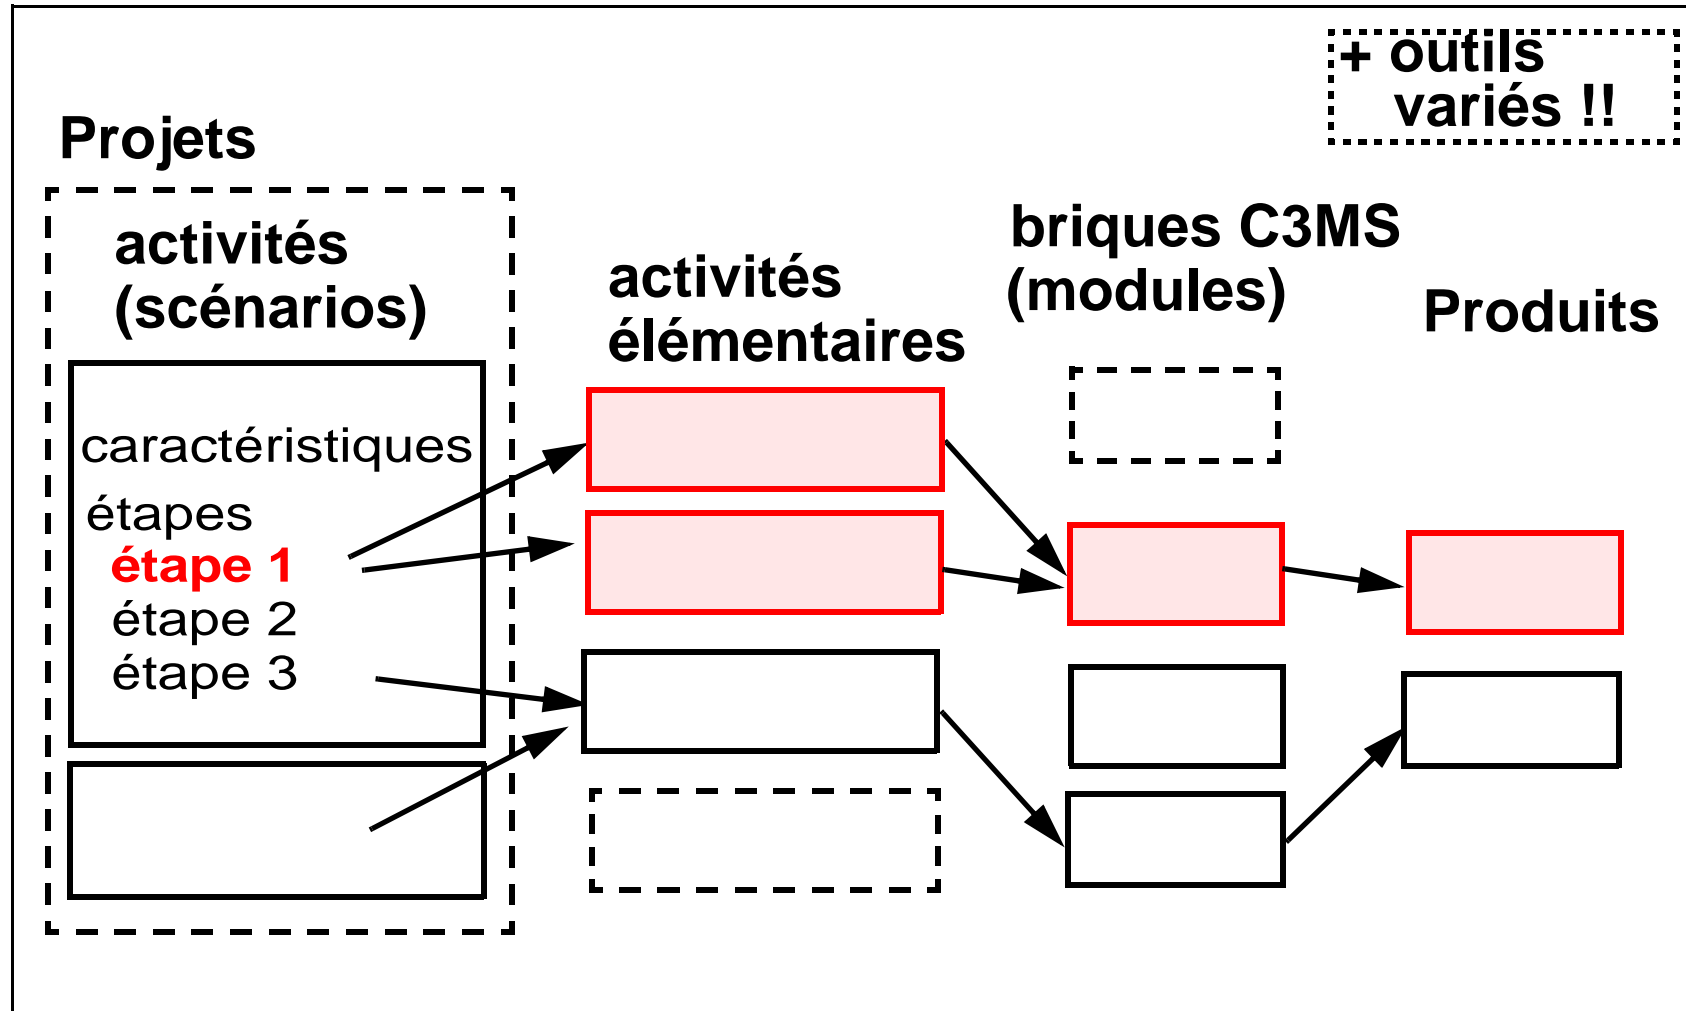 + outils
variés !!
Projets
activités
(scénarios)
caractéristiques
étapes
étape 1
étape 2
étape 3
activités
élémentaires
briques C3MS
(modules)
Produits